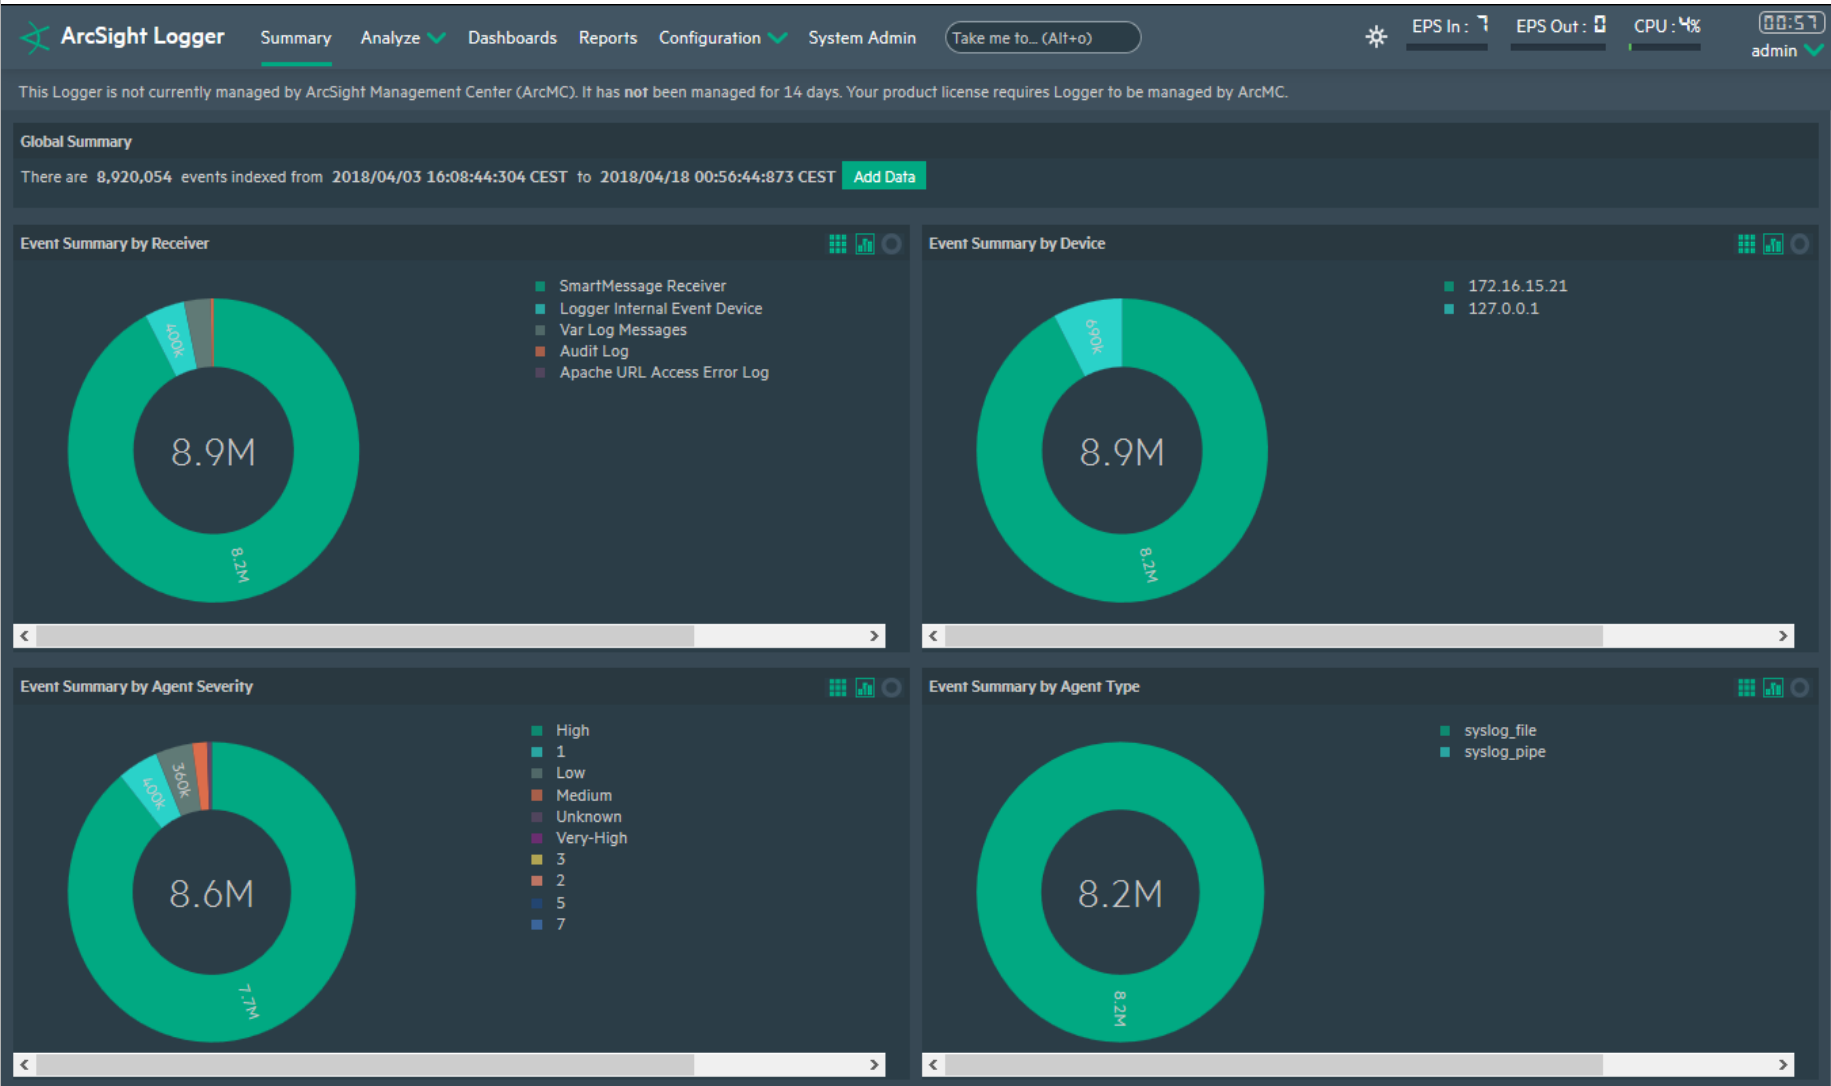 ArcSight Logger Summary Analyze Dashboards Reports Configuration System Admin Take me to... (Alt+o) EPS In : 7 EPS Out : 0 CPU : 4% 00:57
admin
This Logger is not currently managed by ArcSight Management Center (ArcMC). It has not been managed for 14 days. Your product license requires Logger to be managed by ArcMC.
Global Summary
There are 8,920,054 events indexed from 2018/04/03 16:08:44:304 CEST to 2018/04/18 00:56:44:873 CEST Add Data
Event Summary by Receiver
SmartMessage Receiver
Logger Internal Event Device
Var Log Messages
Audit Log
Apache URL Access Error Log
400k
8.9M
8.2M
Event Summary by Device
172.16.15.21
127.0.0.1
690k
8.9M
8.2M
Event Summary by Agent Severity
High
1
Low
Medium
Unknown
Very-High
3
2
5
7
400k
360k
8.6M
7.7M
Event Summary by Agent Type
syslog_file
syslog_pipe
8.2M
8.2M